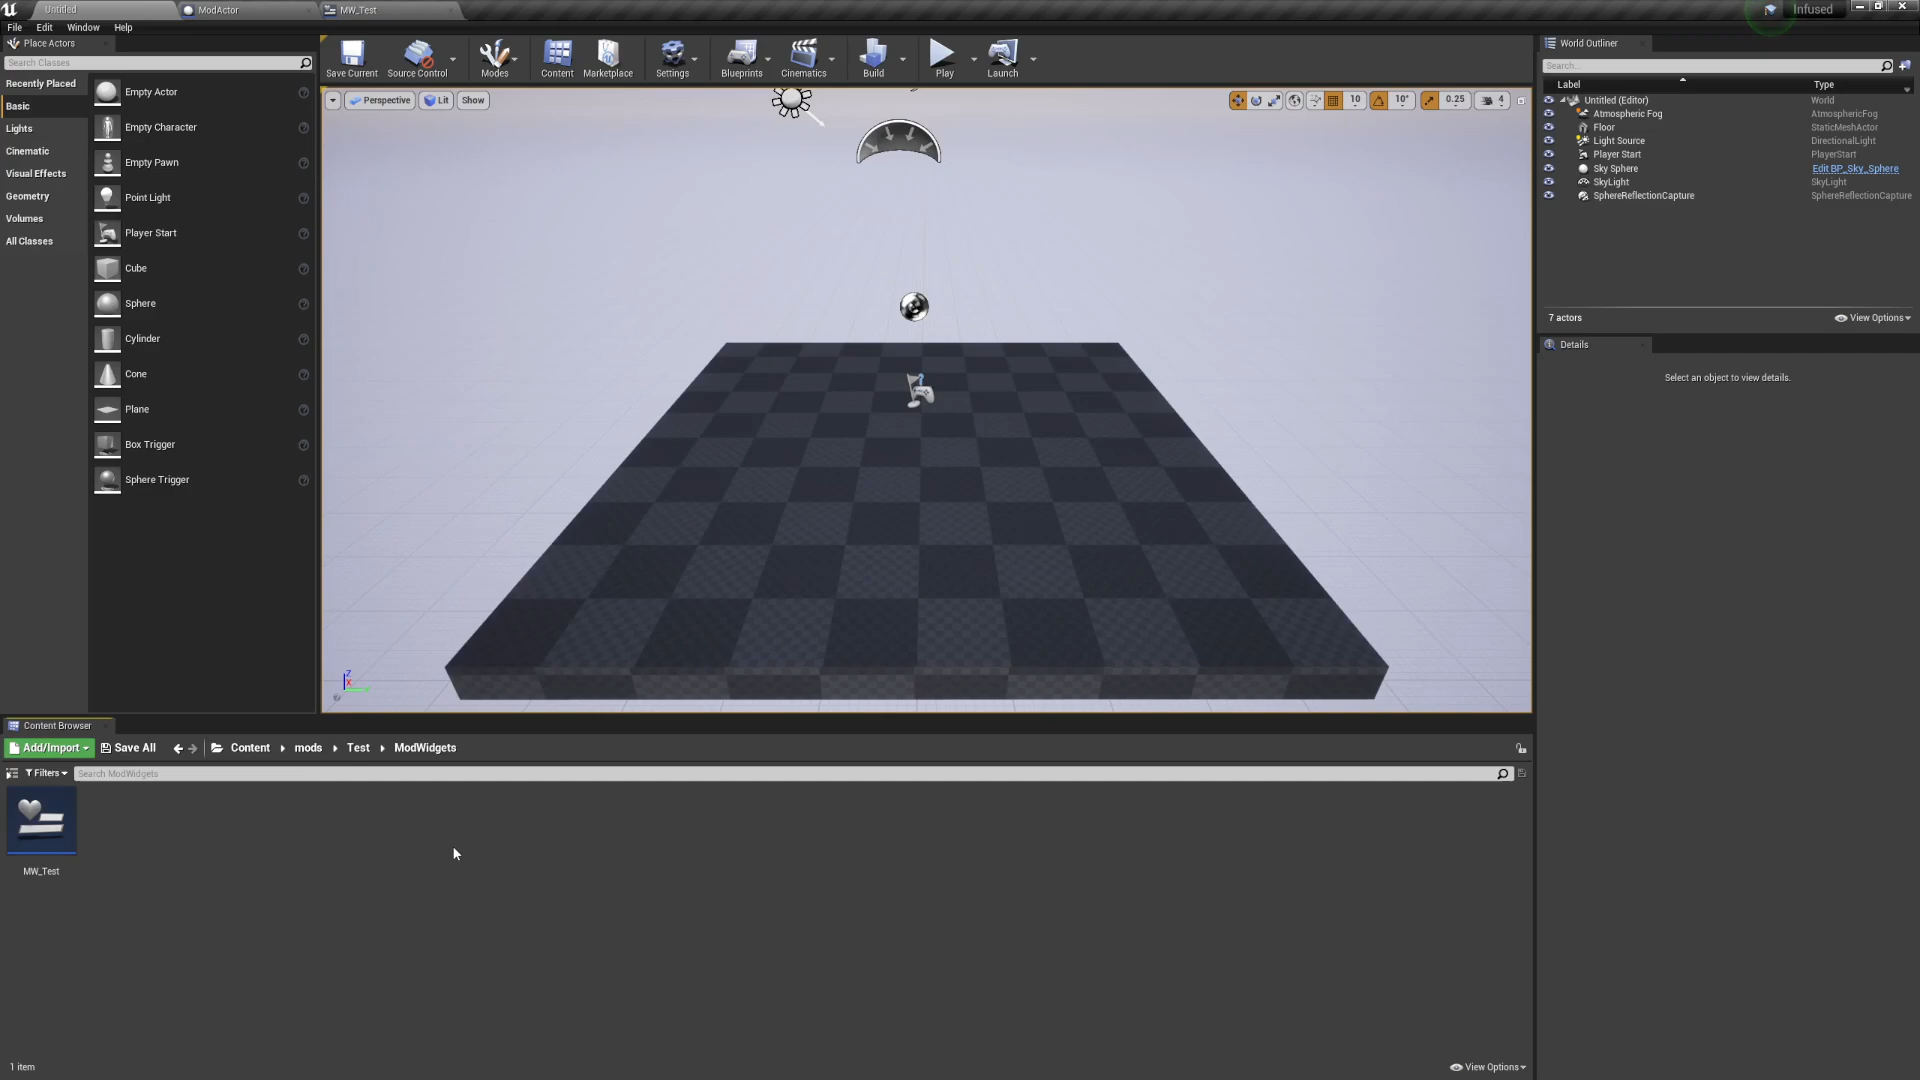 Untitled
ModActor
MW_Test
Infused
File Edit Window Help
Place Actors
Search Classes
Recently Placed
Basic
Lights
Cinematic
Visual Effects
Geometry
Volumes
All Classes
Empty Actor
Empty Character
Empty Pawn
Point Light
Player Start
Cube
Sphere
Cylinder
Cone
Plane
Box Trigger
Sphere Trigger
Save Current
Source Control
Modes
Content
Marketplace
Settings
Blueprints
Cinematics
Build
Play
Launch
Perspective
Lit
Show
10
10°
0.25
4
Z
X
World Outliner
Search...
Label Type
Untitled (Editor) World
Atmospheric Fog AtmosphericFog
Floor StaticMeshActor
Light Source DirectionalLight
Player Start PlayerStart
Sky Sphere Edit BP_Sky_Sphere
SkyLight SkyLight
SphereReflectionCapture SphereReflectionCapture
7 actors
View Options
Details
Select an object to view details.
Content Browser
Add/Import
Save All
Content mods Test ModWidgets
Filters
Search ModWidgets
MW_Test
1 item
View Options